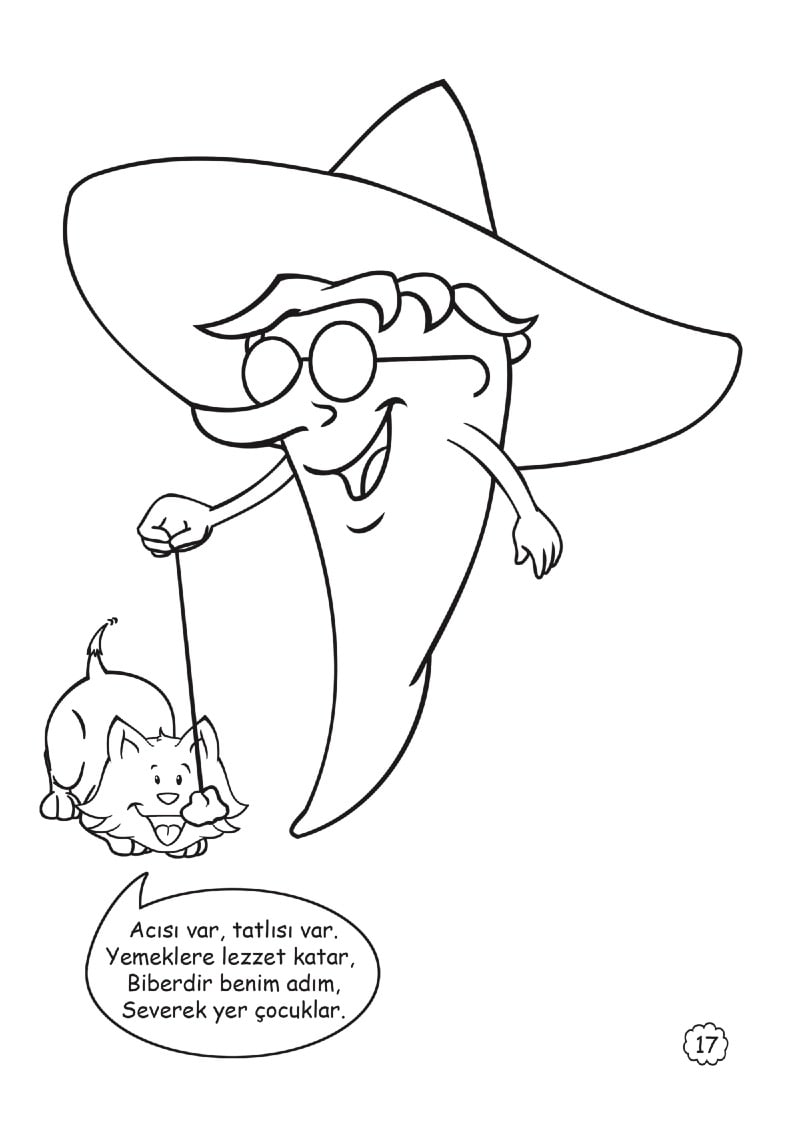 Acısı var, tatlısı var.
Yemeklere lezzet katar,
Biberdir benim adım,
Severek yer çocuklar.
17